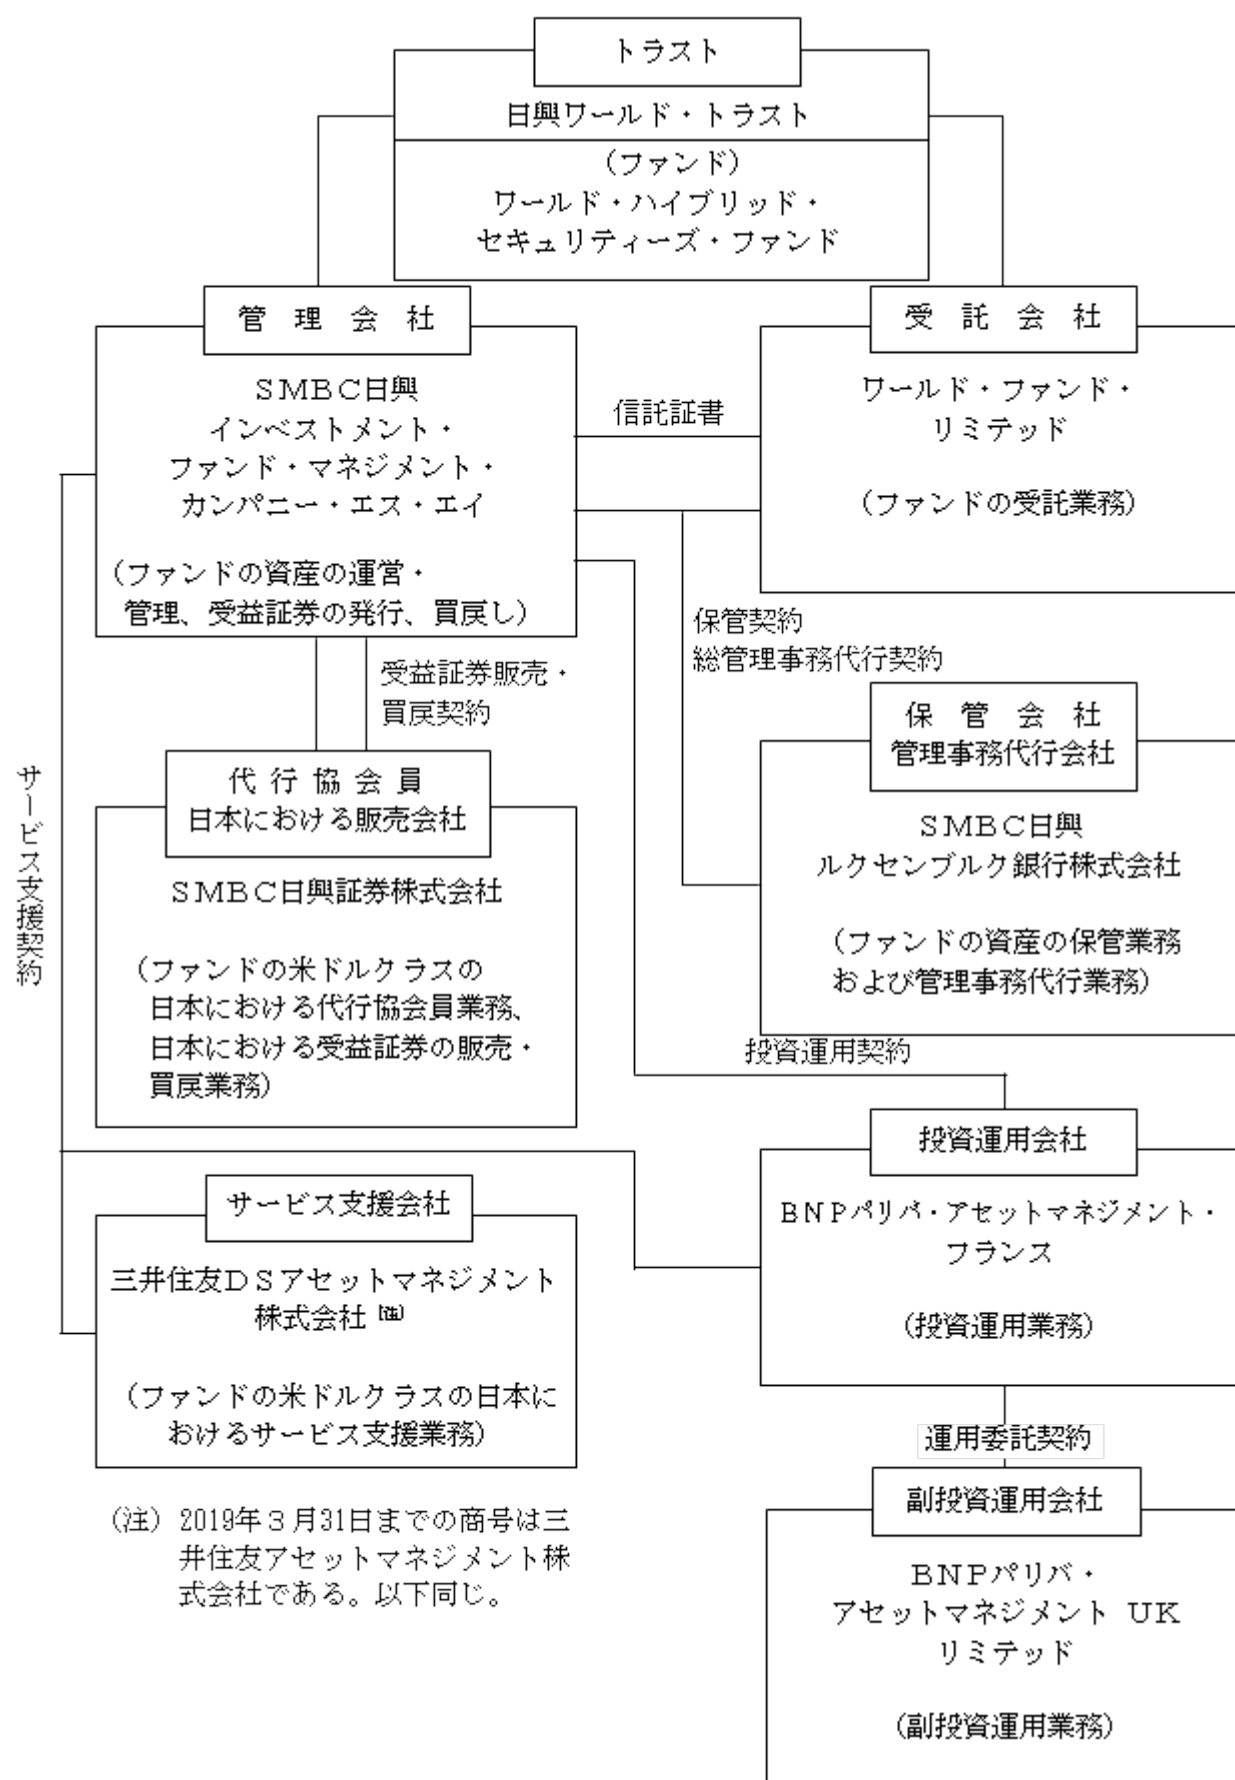 トラスト
日興ワールド・トラスト
(ファンド)
ワールド・ハイブリッド・
セキュリティーズ・ファンド
管理会社
SMBC日興
インベストメント・
ファンド・マネジメント・
カンパニー・エス・エイ
(ファンドの資産の運営・
管理、受益証券の発行、買戻し)
信託証書
受託会社
ワールド・ファンド・
リミテッド
(ファンドの受託業務)
保管契約
総管理事務代行契約
受益証券販売・
買戻契約
サービス支援契約
代行協会員
日本における販売会社
SMBC日興証券株式会社
(ファンドの米ドルクラスの
日本における代行協会員業務、
日本における受益証券の販売・
買戻業務)
保管会社
管理事務代行会社
SMBC日興
ルクセンブルク銀行株式会社
(ファンドの資産の保管業務
および管理事務代行業務)
投資運用契約
投資運用会社
BNPパリバ・アセットマネジメント・
フランス
(投資運用業務)
サービス支援会社
三井住友DSアセットマネジメント
株式会社(注)
(ファンドの米ドルクラスの日本に
おけるサービス支援業務)
運用委託契約
副投資運用会社
BNPパリバ・
アセットマネジメント UK
リミテッド
(副投資運用業務)
(注) 2019年3月31日までの商号は三
井住友アセットマネジメント株
式会社である。以下同じ。